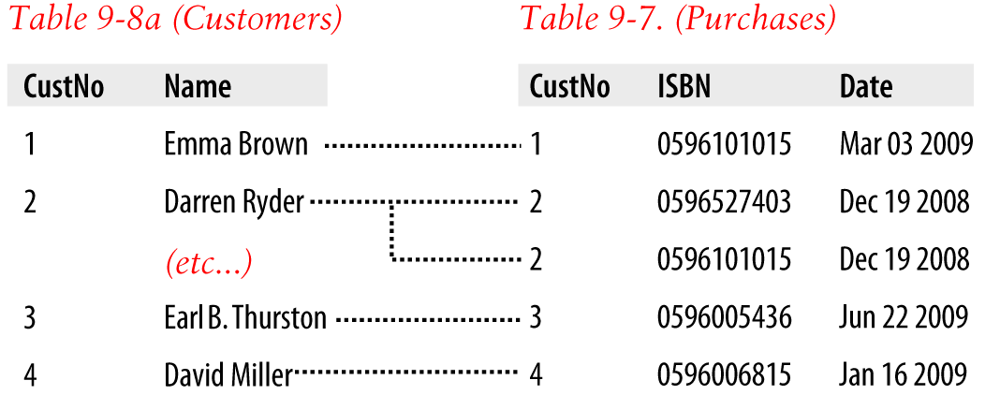 Table 9-8a (Customers) Table 9-7. (Purchases)
CustNo Name CustNo ISBN Date
1 Emma Brown 1 0596101015 Mar 03 2009
2 Darren Ryder 2 0596527403 Dec 19 2008
(etc...) 2 0596101015 Dec 19 2008
3 Earl B. Thurston 3 0596005436 Jun 22 2009
4 David Miller 4 0596006815 Jan 16 2009